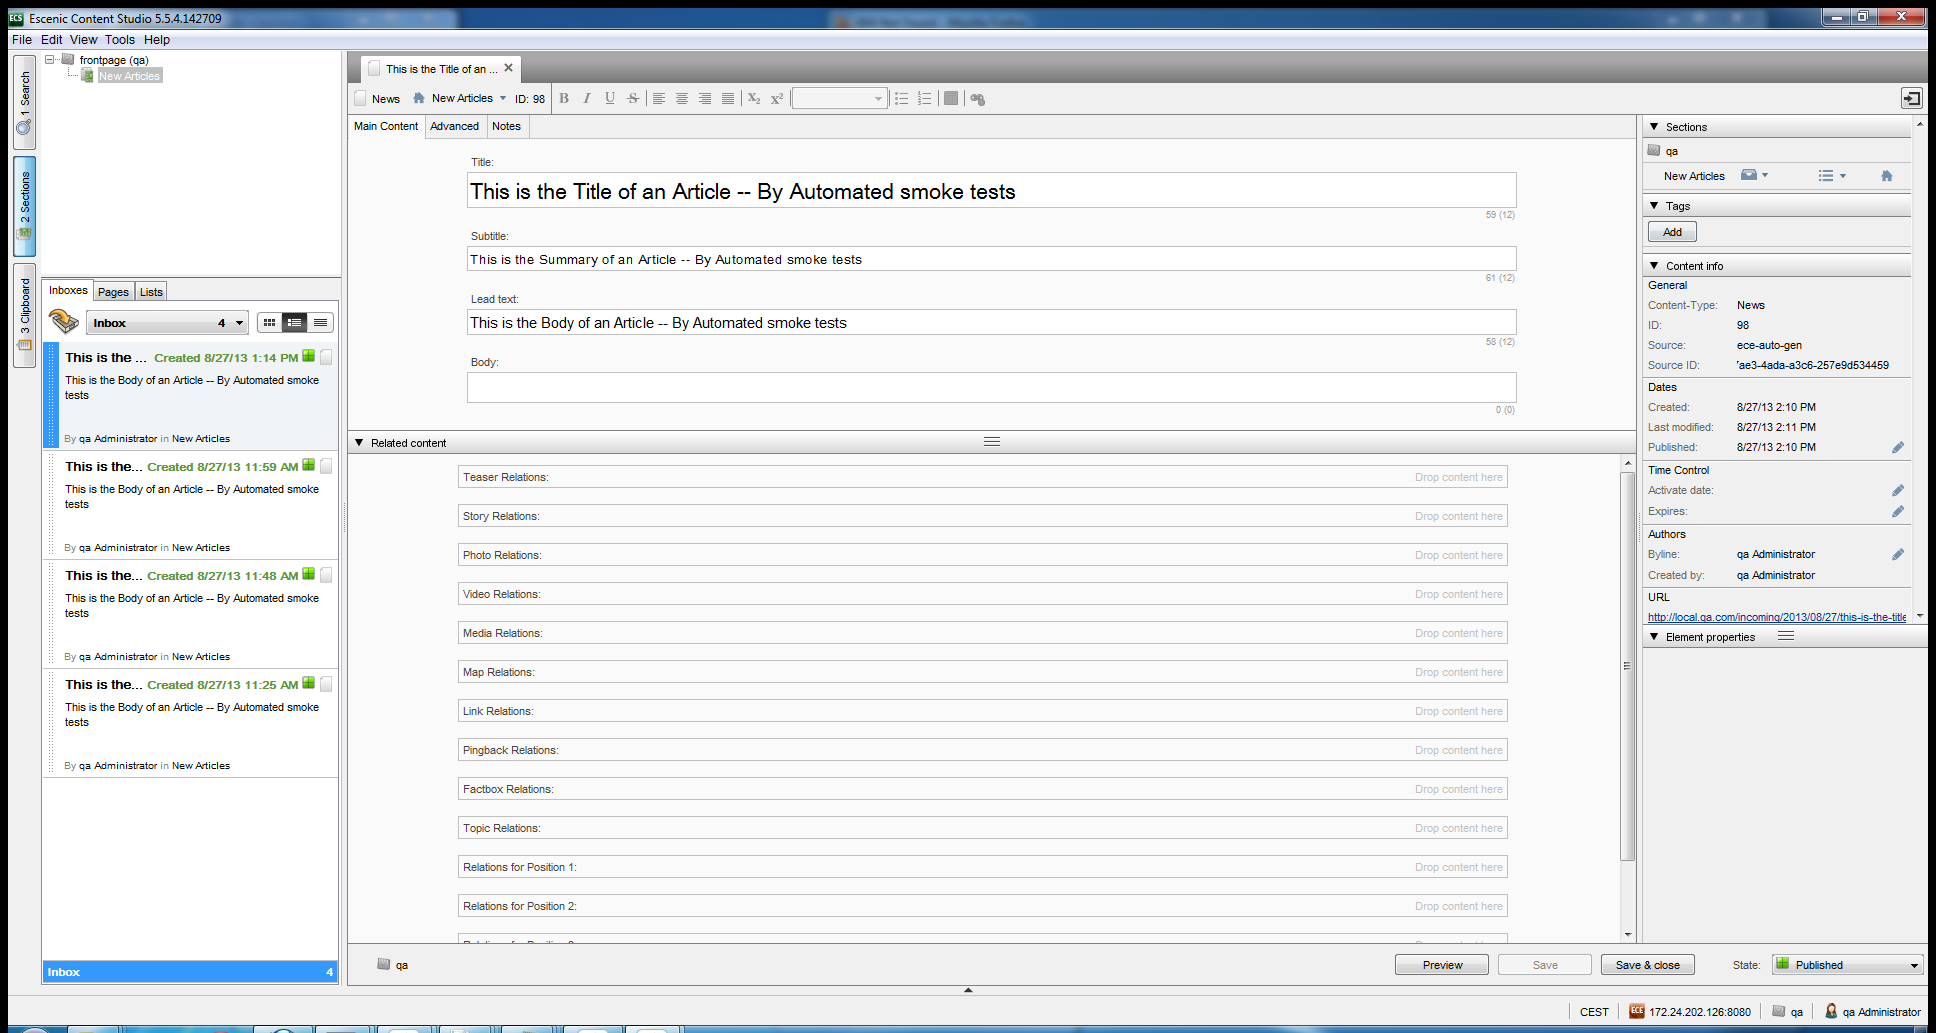 Escenic Content Studio 5.5.4.142709
File Edit View Tools Help
1 Search
2 Sections
3 Clipboard
frontpage (qa)
New Articles
Inboxes Pages Lists
Inbox 4
This is the ... Created 8/27/13 1:14 PM
This is the Body of an Article -- By Automated smoke
tests
By qa Administrator in New Articles
This is the... Created 8/27/13 11:59 AM
This is the Body of an Article -- By Automated smoke
tests
By qa Administrator in New Articles
This is the... Created 8/27/13 11:48 AM
This is the Body of an Article -- By Automated smoke
tests
By qa Administrator in New Articles
This is the... Created 8/27/13 11:25 AM
This is the Body of an Article -- By Automated smoke
tests
By qa Administrator in New Articles
Inbox 4
This is the Title of an ...
News New Articles ID: 98 B I U S X2 X2
Main Content Advanced Notes
Title:
This is the Title of an Article -- By Automated smoke tests
59 (12)
Subtitle:
This is the Summary of an Article -- By Automated smoke tests
61 (12)
Lead text:
This is the Body of an Article -- By Automated smoke tests
58 (12)
Body:
0 (0)
Related content
Teaser Relations: Drop content here
Story Relations: Drop content here
Photo Relations: Drop content here
Video Relations: Drop content here
Media Relations: Drop content here
Map Relations: Drop content here
Link Relations: Drop content here
Pingback Relations: Drop content here
Factbox Relations: Drop content here
Topic Relations: Drop content here
Relations for Position 1: Drop content here
Relations for Position 2: Drop content here
qa
Preview Save Save & close State: Published
Sections
qa
New Articles
Tags
Add
Content info
General
Content-Type: News
ID: 98
Source: ece-auto-gen
Source ID: 'ae3-4ada-a3c6-257e9d534459
Dates
Created: 8/27/13 2:10 PM
Last modified: 8/27/13 2:11 PM
Published: 8/27/13 2:10 PM
Time Control
Activate date:
Expires:
Authors
Byline: qa Administrator
Created by: qa Administrator
URL
http://local.qa.com/incoming/2013/08/27/this-is-the-title
Element properties
CEST ECE 172.24.202.126:8080 qa qa Administrator